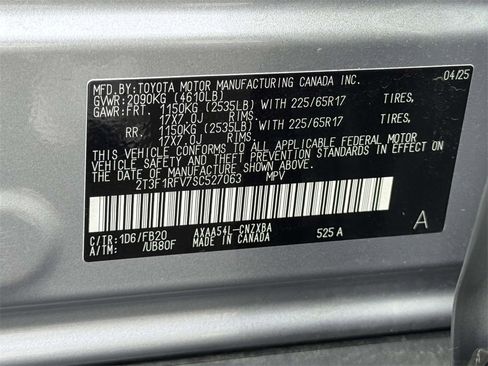 MFD.BY:TOYOTA MOTOR MANUFACTURING CANADA INC. 04/25
GVWR:2090KG (4610LB)
GAWR:FRT. 1150KG (2535LB) WITH 225/65R17 TIRES,
17X7.0J RIMS.
RR. 1150KG (2535LB) WITH 225/65R17 TIRES,
17X7.0J RIMS.
THIS VEHICLE CONFORMS TO ALL APPLICABLE FEDERAL MOTOR
VEHICLE SAFETY AND THEFT PREVENTION STANDARDS IN EFFECT ON
THE DATE OF MANUFACTURE SHOWN ABOVE.
2T3F1RFV7SC527063 MPV
C/TR:1D6/FB20 AXAA54L-CNZXBA 525 A A
A/TM: /UB80F MADE IN CANADA